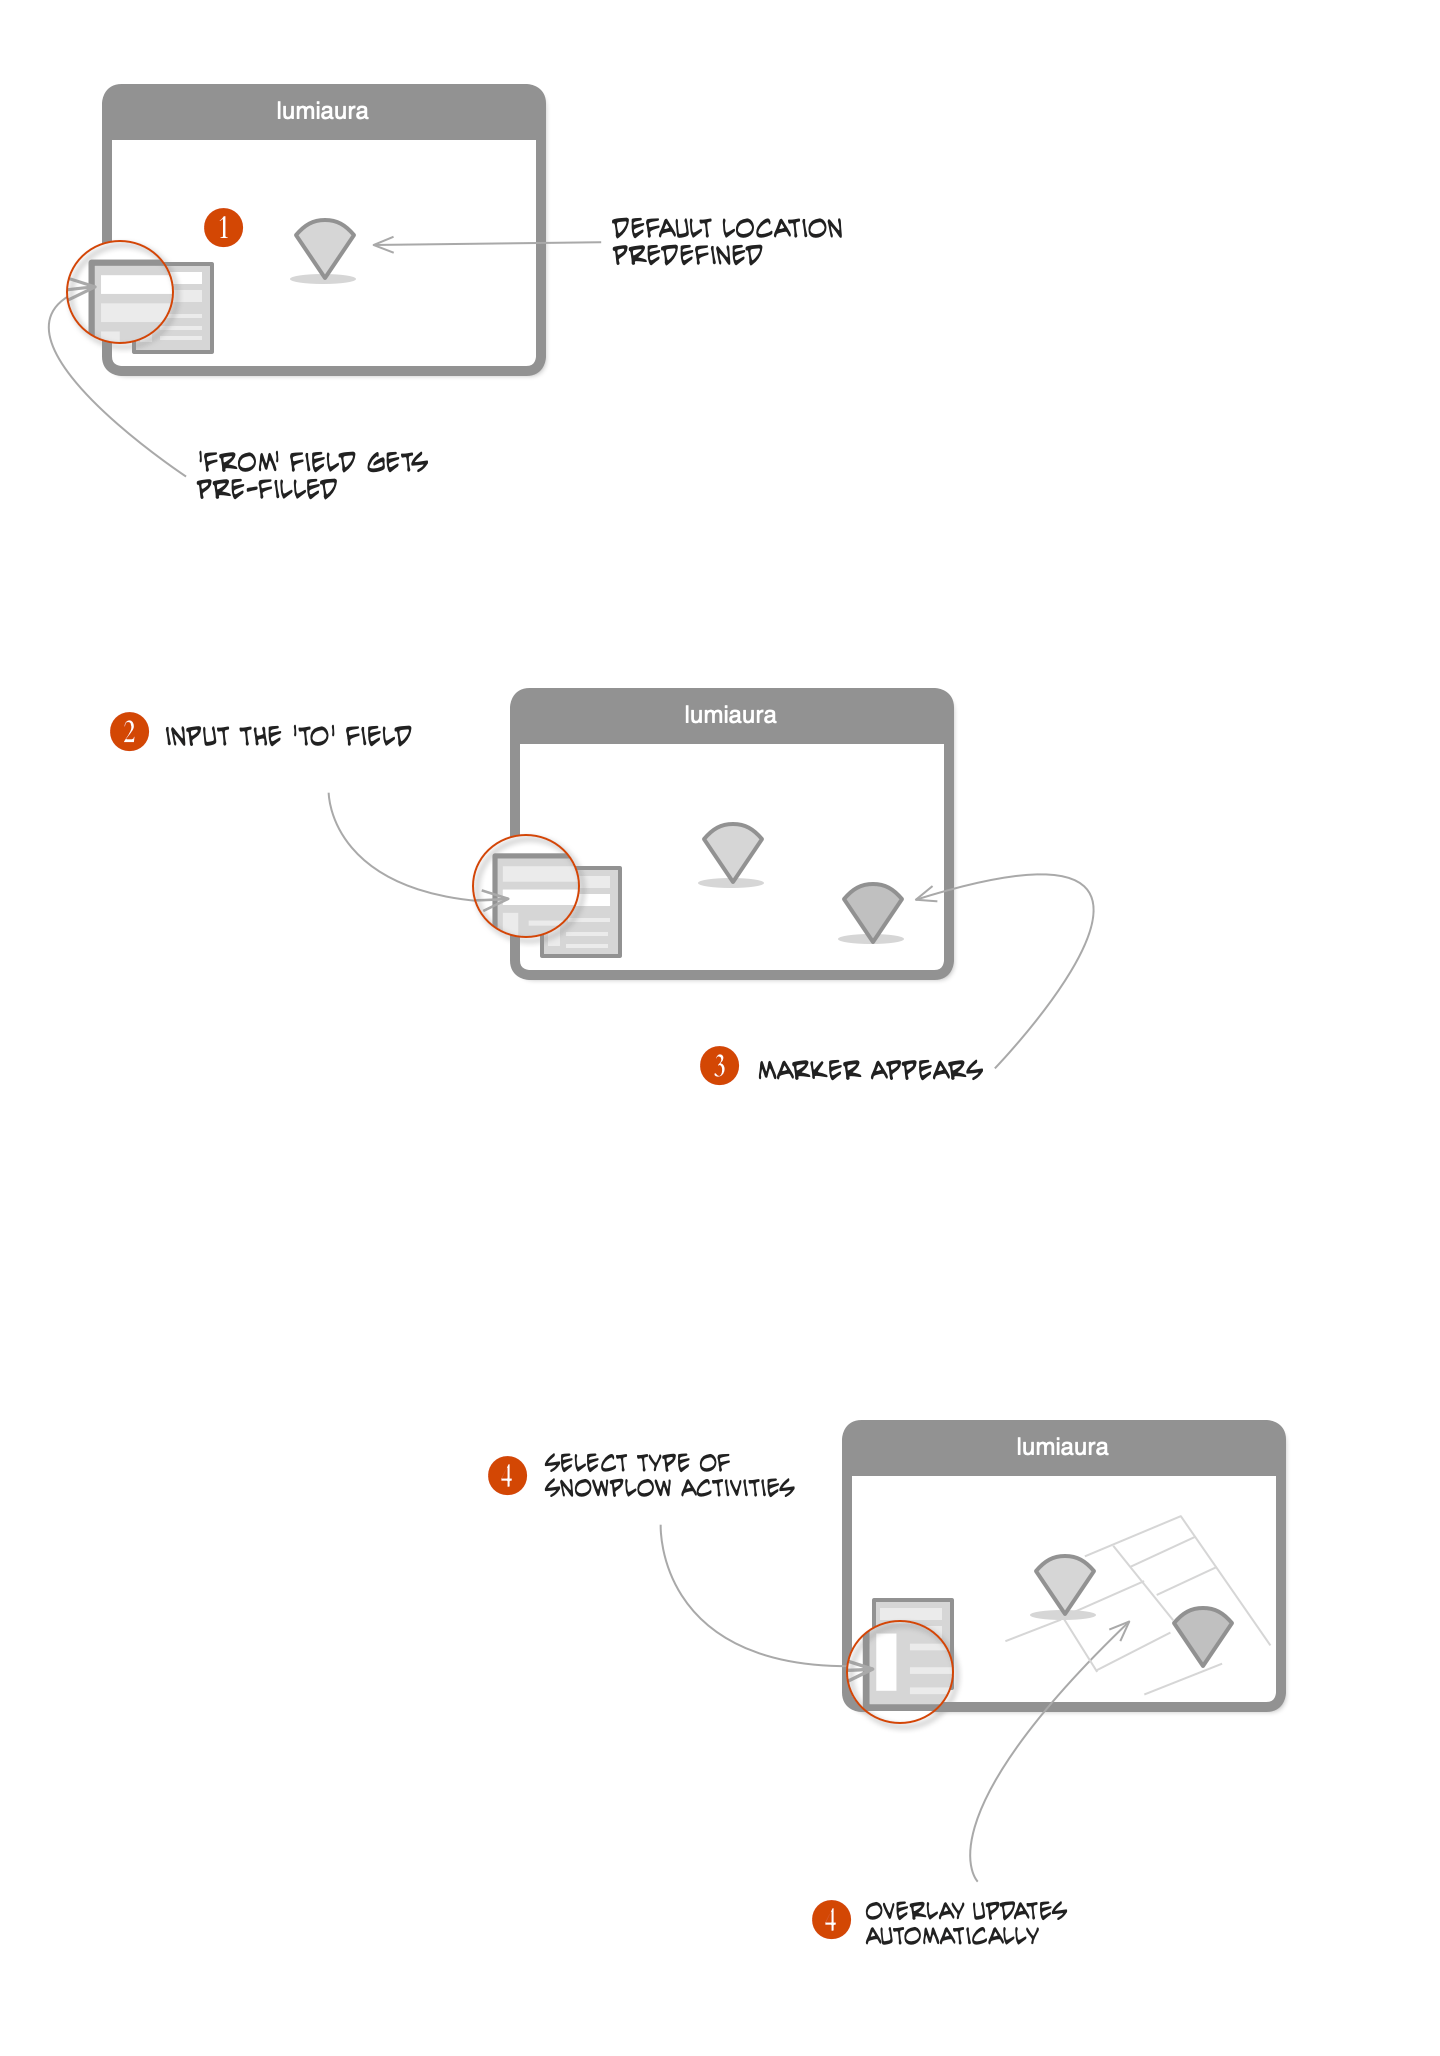 lumiaura
1
DEFAULT LOCATION
PREDEFINED
'FROM' FIELD GETS
PRE-FILLED
lumiaura
2 INPUT THE 'TO' FIELD
3 MARKER APPEARS
lumiaura
4 SELECT TYPE OF
SNOWPLOW ACTIVITIES
4 OVERLAY UPDATES
AUTOMATICALLY